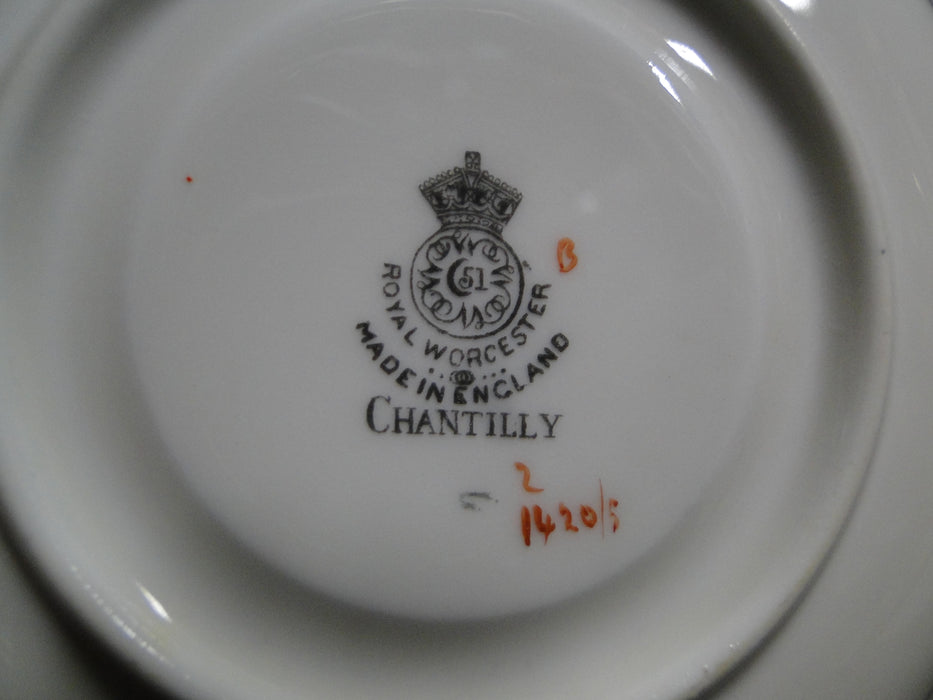 51
ROYAL WORCESTER
MADE IN ENGLAND
CHANTILLY
B
2
1420/5